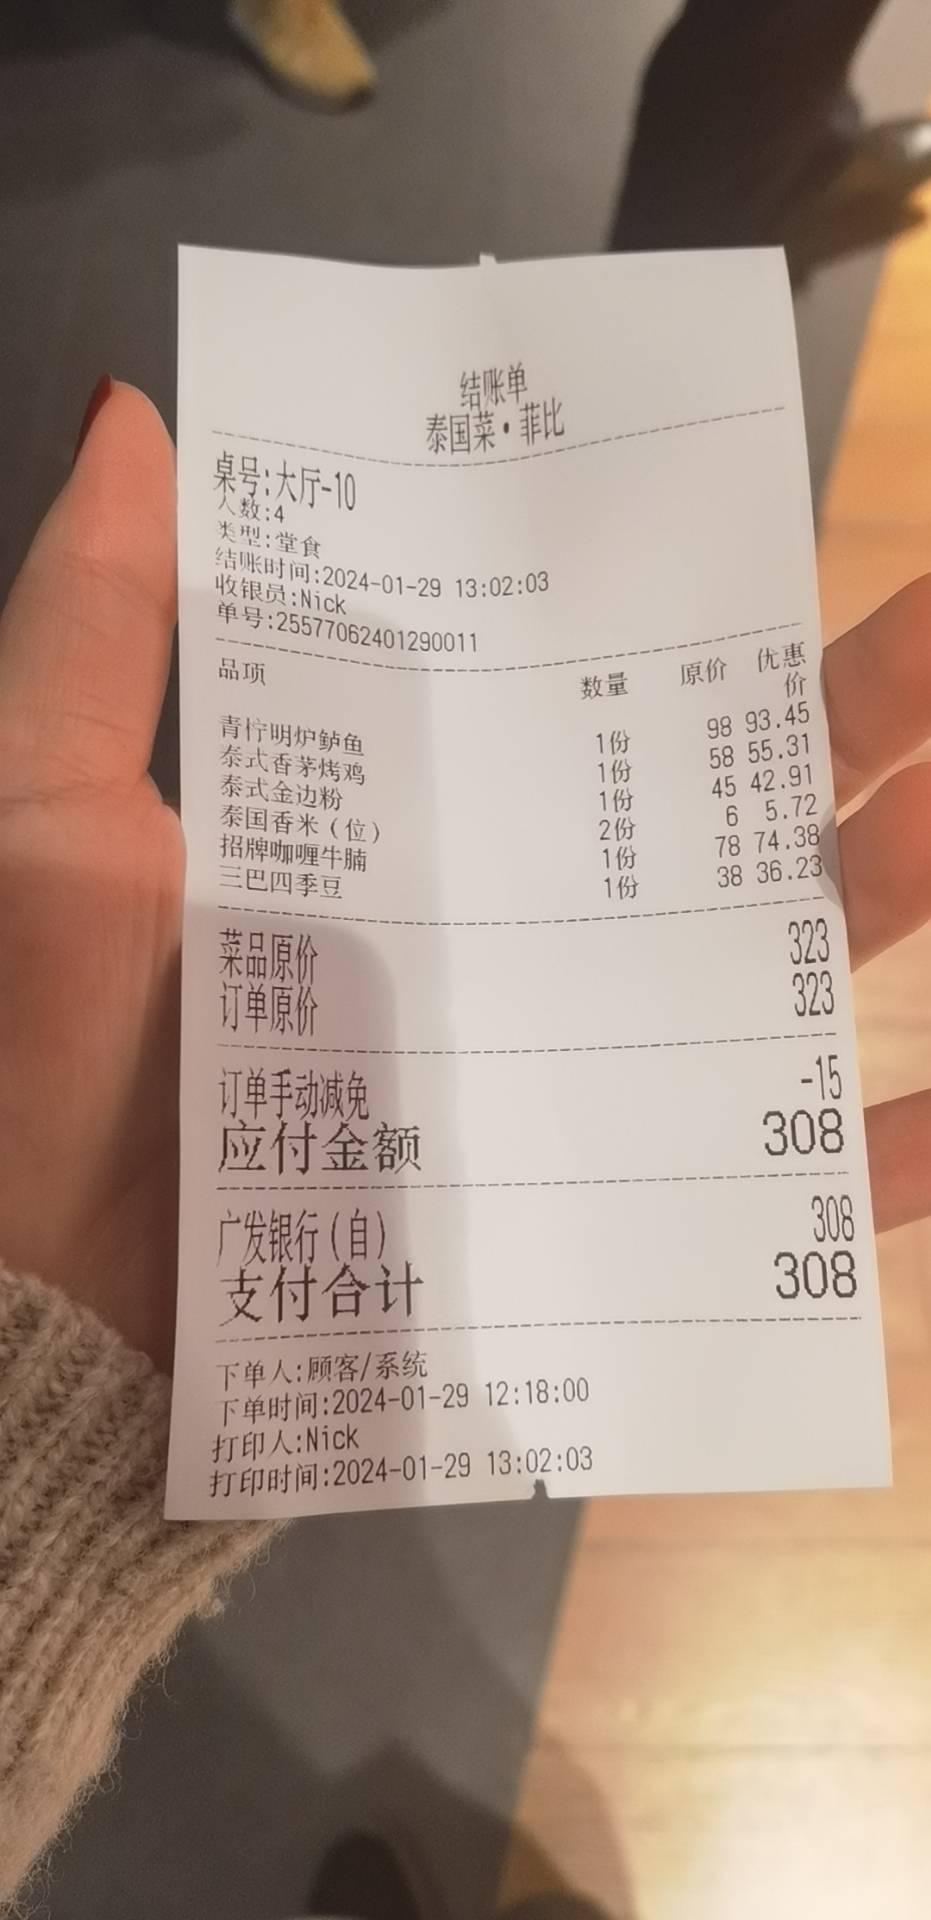 结账单
泰国菜·菲比
桌号:大厅-10
人数:4
类型:堂食
结账时间:2024-01-29 13:02:03
收银员:Nick
单号:25577062401290011
品项 数量 原价 优惠价
青柠明炉鲈鱼 1份 98 93.45
泰式香茅烤鸡 1份 58 55.31
泰式金边粉 1份 45 42.91
泰国香米(位) 2份 6 5.72
招牌咖喱牛腩 1份 78 74.38
三巴四季豆 1份 38 36.23
菜品原价 323
订单原价 323
订单手动减免 -15
应付金额 308
广发银行(自) 308
支付合计 308
下单人:顾客/系统
下单时间:2024-01-29 12:18:00
打印人:Nick
打印时间:2024-01-29 13:02:03